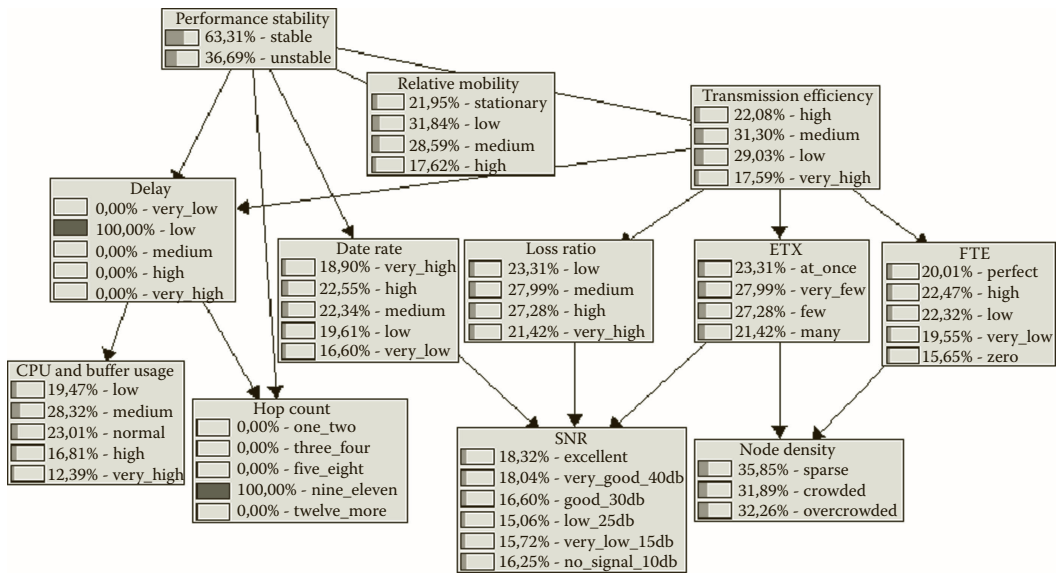 Performance stability
63,31% - stable
36,69% - unstable
Relative mobility
21,95% - stationary
31,84% - low
28,59% - medium
17,62% - high
Transmission efficiency
22,08% - high
31,30% - medium
29,03% - low
17,59% - very_high
Delay
0,00% - very_low
100,00% - low
0,00% - medium
0,00% - high
0,00% - very_high
Date rate
18,90% - very_high
22,55% - high
22,34% - medium
19,61% - low
16,60% - very_low
Loss ratio
23,31% - low
27,99% - medium
27,28% - high
21,42% - very_high
ETX
23,31% - at_once
27,99% - very_few
27,28% - few
21,42% - many
FTE
20,01% - perfect
22,47% - high
22,32% - low
19,55% - very_low
15,65% - zero
CPU and buffer usage
19,47% - low
28,32% - medium
23,01% - normal
16,81% - high
12,39% - very_high
Hop count
0,00% - one_two
0,00% - three_four
0,00% - five_eight
100,00% - nine_eleven
0,00% - twelve_more
SNR
18,32% - excellent
18,04% - very_good_40db
16,60% - good_30db
15,06% - low_25db
15,72% - very_low_15db
16,25% - no_signal_10db
Node density
35,85% - sparse
31,89% - crowded
32,26% - overcrowded